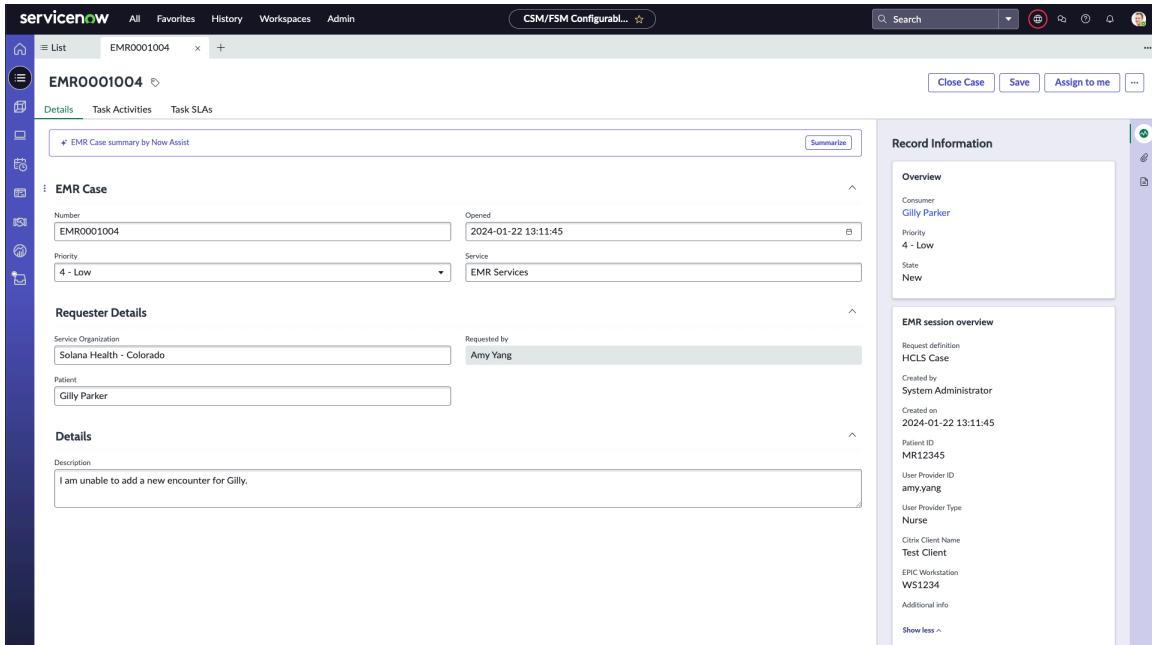 servicenow All Favorites History Workspaces Admin CSM/FSM Configurabl... Search
List EMR0001004
EMR0001004 Close Case Save Assign to me
Details Task Activities Task SLAs
EMR Case summary by Now Assist Summarize
EMR Case
Number
EMR0001004
Opened
2024-01-22 13:11:45
Priority
4 - Low
Service
EMR Services
Requester Details
Service Organization
Solana Health - Colorado
Requested by
Amy Yang
Patient
Gilly Parker
Details
Description
I am unable to add a new encounter for Gilly.
Record Information
Overview
Consumer
Gilly Parker
Priority
4 - Low
State
New
EMR session overview
Request definition
HCLS Case
Created by
System Administrator
Created on
2024-01-22 13:11:45
Patient ID
MR12345
User Provider ID
amy.yang
User Provider Type
Nurse
Citrix Client Name
Test Client
EPIC Workstation
WS1234
Additional info
Show less